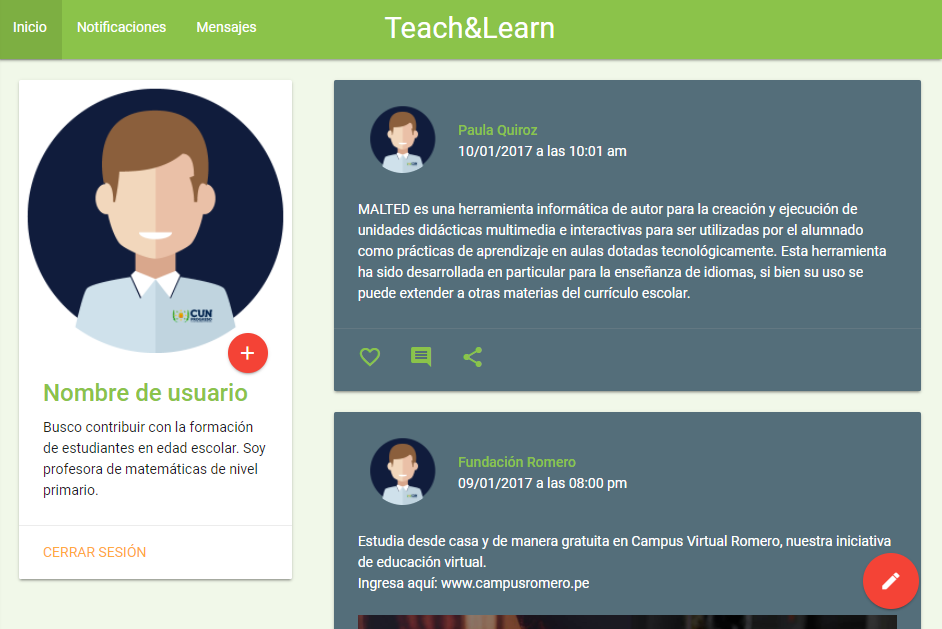 Inicio Notificaciones Mensajes Teach&Learn
CUN
Nombre de usuario
Busco contribuir con la formación
de estudiantes en edad escolar. Soy
profesora de matemáticas de nivel
primario.
CERRAR SESIÓN
Paula Quiroz
10/01/2017 a las 10:01 am
MALTED es una herramienta informática de autor para la creación y ejecución de
unidades didácticas multimedia e interactivas para ser utilizadas por el alumnado
como prácticas de aprendizaje en aulas dotadas tecnológicamente. Esta herramienta
ha sido desarrollada en particular para la enseñanza de idiomas, si bien su uso se
puede extender a otras materias del currículo escolar.
Fundación Romero
09/01/2017 a las 08:00 pm
Estudia desde casa y de manera gratuita en Campus Virtual Romero, nuestra iniciativa
de educación virtual.
Ingresa aquí: www.campusromero.pe